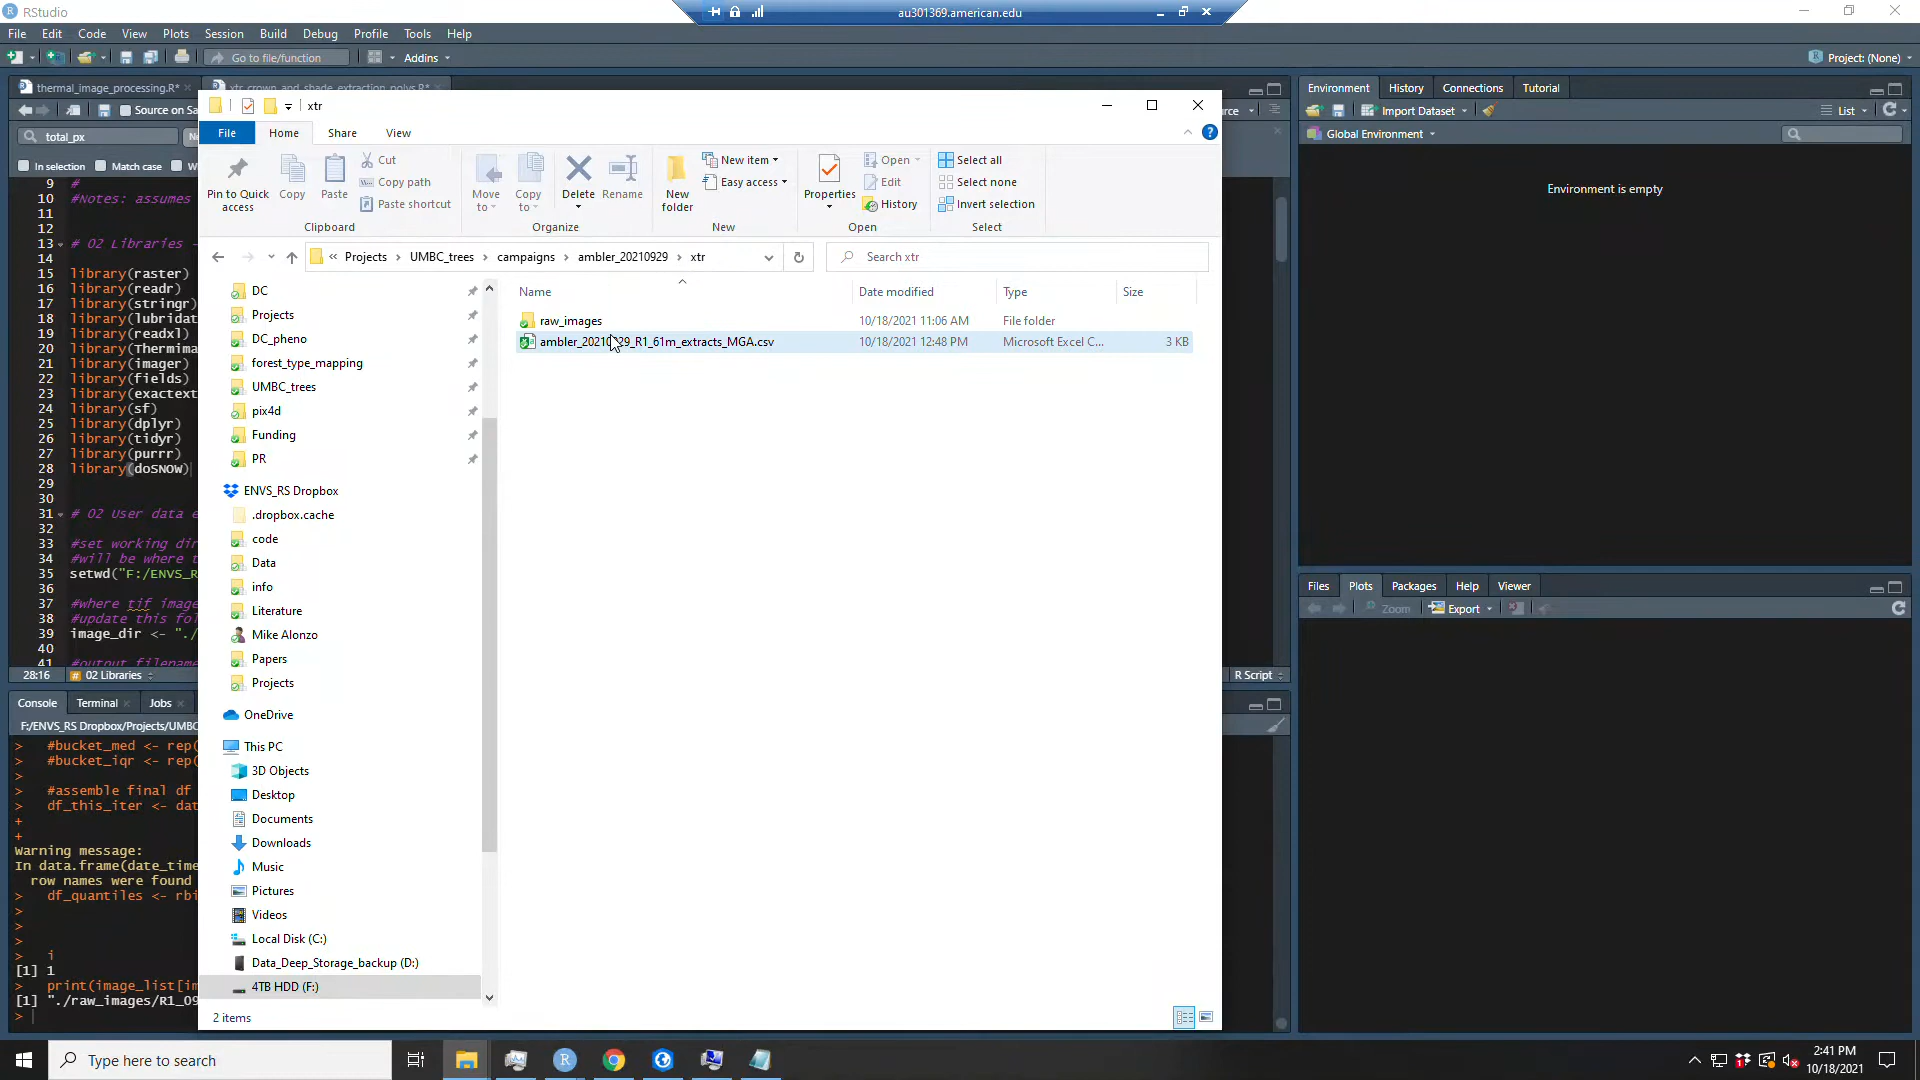 RStudio
au301369.american.edu
File Edit Code View Plots Session Build Debug Profile Tools Help
Go to file/function
Addins
Project: (None)
thermal_image_processing.R*
xtr_crown_and_shade_extraction_polys.R*
Source on Sa
total_px
In selection
Match case
xtr
File
Home
Share
View
Pin to Quick access
Copy
Paste
Cut
Copy path
Paste shortcut
Clipboard
Move to
Copy to
Delete
Rename
Organize
New folder
New item
Easy access
New
Properties
Open
Edit
History
Open
Select all
Select none
Invert selection
Select
« Projects › UMBC_trees › campaigns › ambler_20210929 › xtr
Search xtr
Name
Date modified
Type
Size
raw_images 10/18/2021 11:06 AM File folder
ambler_20210929_R1_61m_extracts_MGA.csv 10/18/2021 12:48 PM Microsoft Excel C... 3 KB
DC
Projects
DC_pheno
forest_type_mapping
UMBC_trees
pix4d
Funding
PR
ENVS_RS Dropbox
.dropbox.cache
code
Data
info
Literature
Mike Alonzo
Papers
Projects
OneDrive
This PC
3D Objects
Desktop
Documents
Downloads
Music
Pictures
Videos
Local Disk (C:)
Data_Deep_Storage_backup (D:)
4TB HDD (F:)
2 items
9 #
10 #Notes: assumes
11
12
13 # 02 Libraries -
14
15 library(raster)
16 library(readr)
17 library(stringr)
18 library(lubridat
19 library(readxl)
20 library(Thermima
21 library(imager)
22 library(fields)
23 library(exactext
24 library(sf)
25 library(dplyr)
26 library(tidyr)
27 library(purrr)
28 library(doSNOW)
29
30
31 # 02 User data e
32
33 #set working dir
34 #will be where t
35 setwd("F:/ENVS_R
36
37 #where tif image
38 #update this fol
39 image_dir <- "./
40
41 #output filename
28:16
02 Libraries
R Script
Console
Terminal
Jobs
F:/ENVS_RS Dropbox/Projects/UMBC
> #bucket_med <- rep(
> #bucket_iqr <- rep(
>
> #assemble final df
> df_this_iter <- dat
+
+
Warning message:
In data.frame(date_time
row names were found
> df_quantiles <- rbi
>
>
>
> i
[1] 1
> print(image_list[im
[1] "./raw_images/R1_09
>
Environment
History
Connections
Tutorial
Import Dataset
List
Global Environment
Environment is empty
Files
Plots
Packages
Help
Viewer
Zoom
Export
Type here to search
2:41 PM
10/18/2021